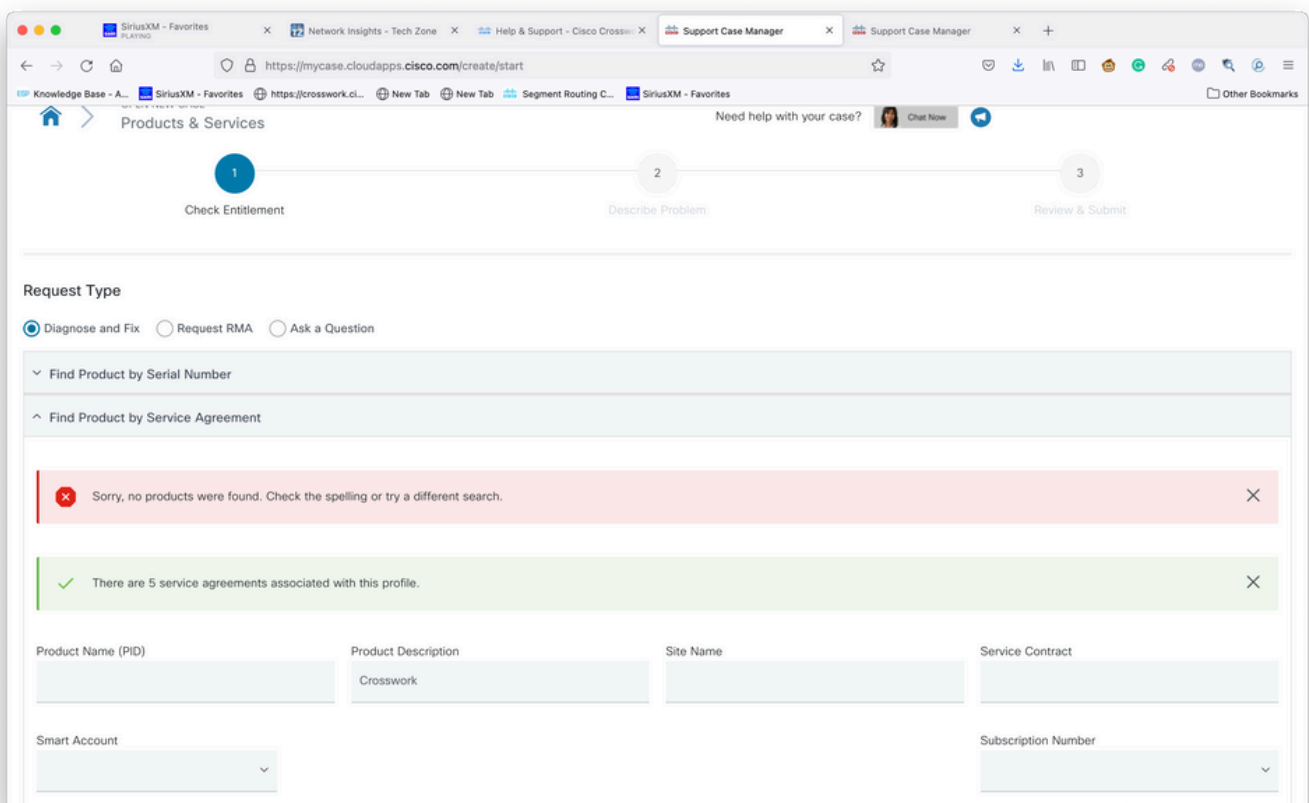 SiriusXM - Favorites
PLAYING
Network Insights - Tech Zone
Help & Support - Cisco Crosswo
Support Case Manager
Support Case Manager
https://mycase.cloudapps.cisco.com/create/start
Knowledge Base - A...
SiriusXM - Favorites
https://crosswork.ci...
New Tab
New Tab
Segment Routing C...
SiriusXM - Favorites
Other Bookmarks
OPEN NEW CASE
Products & Services
Need help with your case?
Chat Now
1
2
3
Check Entitlement
Describe Problem
Review & Submit
Request Type
Diagnose and Fix
Request RMA
Ask a Question
Find Product by Serial Number
Find Product by Service Agreement
Sorry, no products were found. Check the spelling or try a different search.
There are 5 service agreements associated with this profile.
Product Name (PID)
Product Description
Site Name
Service Contract
Crosswork
Smart Account
Subscription Number